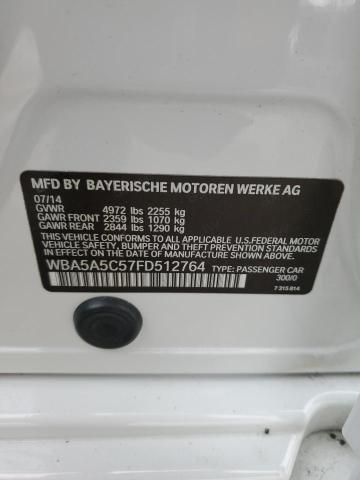 MFD BY BAYERISCHE MOTOREN WERKE AG
07/14
GVWR 4972 lbs 2255 kg
GAWR FRONT 2359 lbs 1070 kg
GAWR REAR 2844 lbs 1290 kg
THIS VEHICLE CONFORMS TO ALL APPLICABLE U.S.FEDERAL MOTOR
VEHICLE SAFETY, BUMPER AND THEFT PREVENTION STANDARDS
IN EFFECT ON THE DATE OF MANUFACTURE SHOWN ABOVE.
WBA5A5C57FD512764 TYPE: PASSENGER CAR
300/0
7 315 814